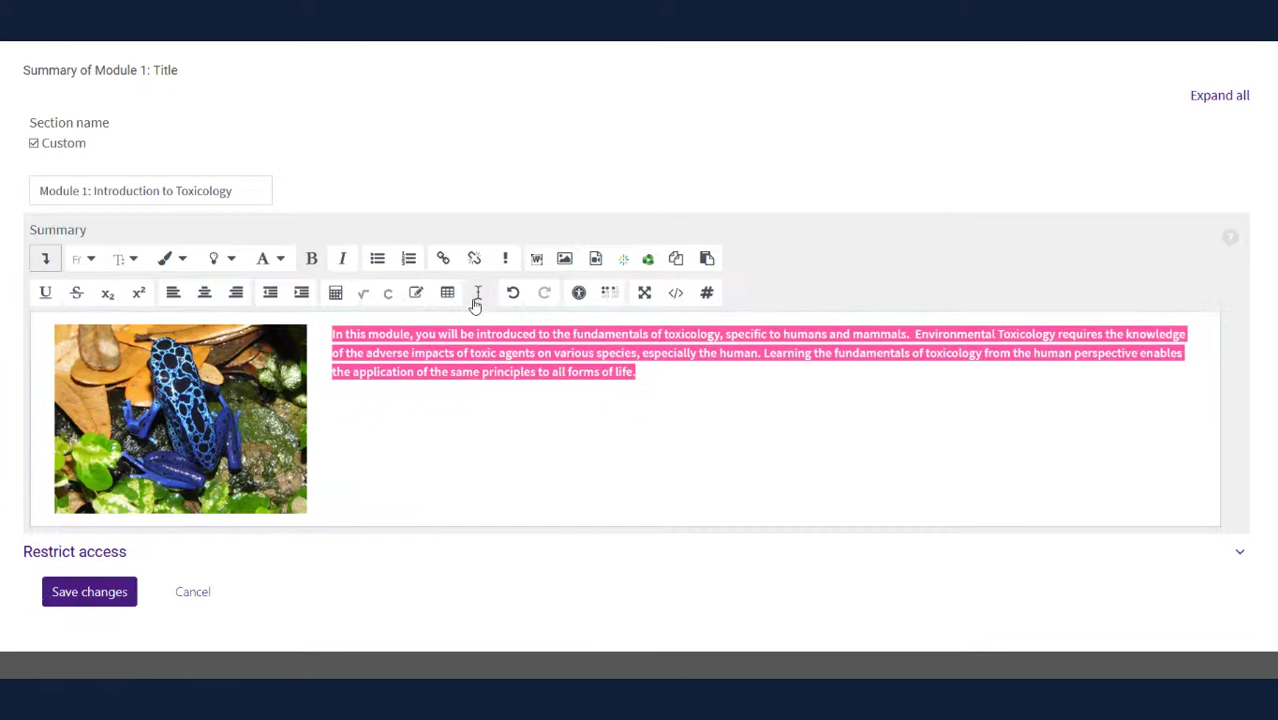 Summary of Module 1: Title
Expand all
Section name
Custom
Module 1: Introduction to Toxicology
Summary
In this module, you will be introduced to the fundamentals of toxicology, specific to humans and mammals. Environmental Toxicology requires the knowledge
of the adverse impacts of toxic agents on various species, especially the human. Learning the fundamentals of toxicology from the human perspective enables
the application of the same principles to all forms of life.
Restrict access
Save changes
Cancel